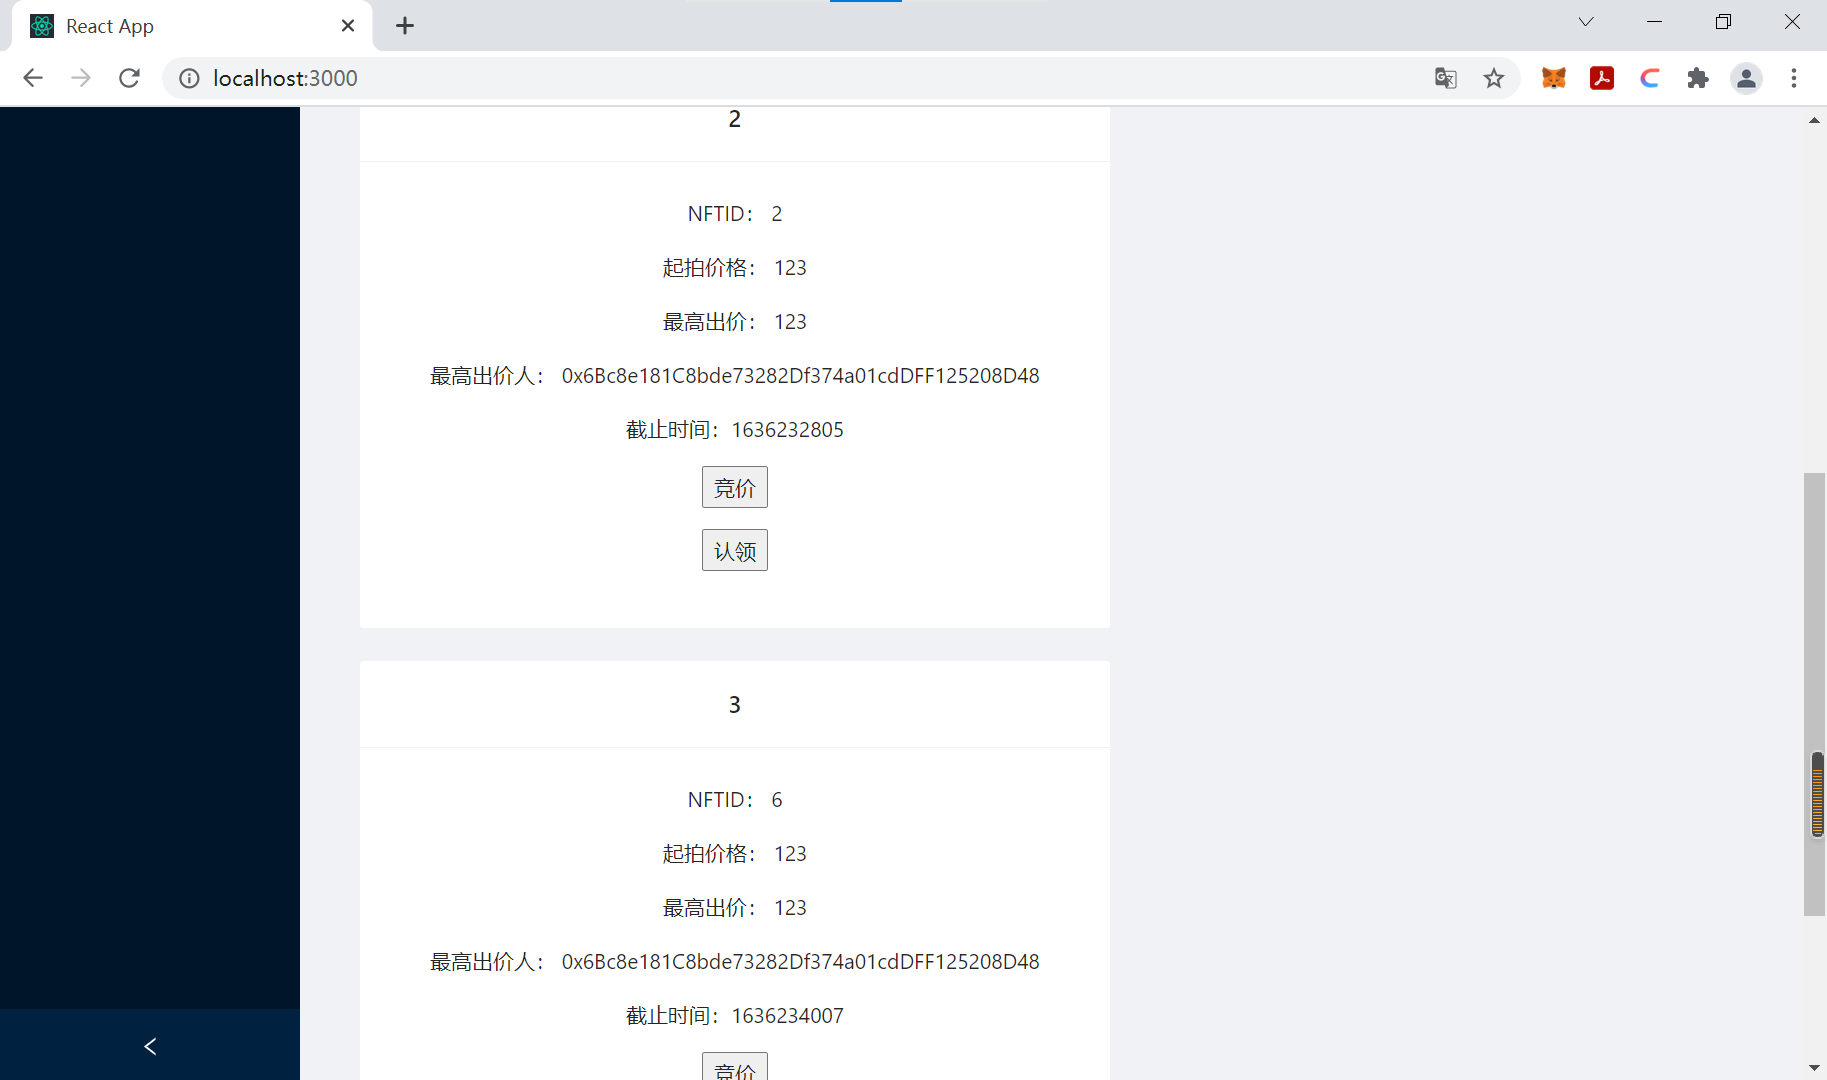 React App
localhost:3000
2
NFTID： 2
起拍价格： 123
最高出价： 123
最高出价人： 0x6Bc8e181C8bde73282Df374a01cdDFF125208D48
截止时间：1636232805
竞价
认领
3
NFTID： 6
起拍价格： 123
最高出价： 123
最高出价人： 0x6Bc8e181C8bde73282Df374a01cdDFF125208D48
截止时间：1636234007
竞价